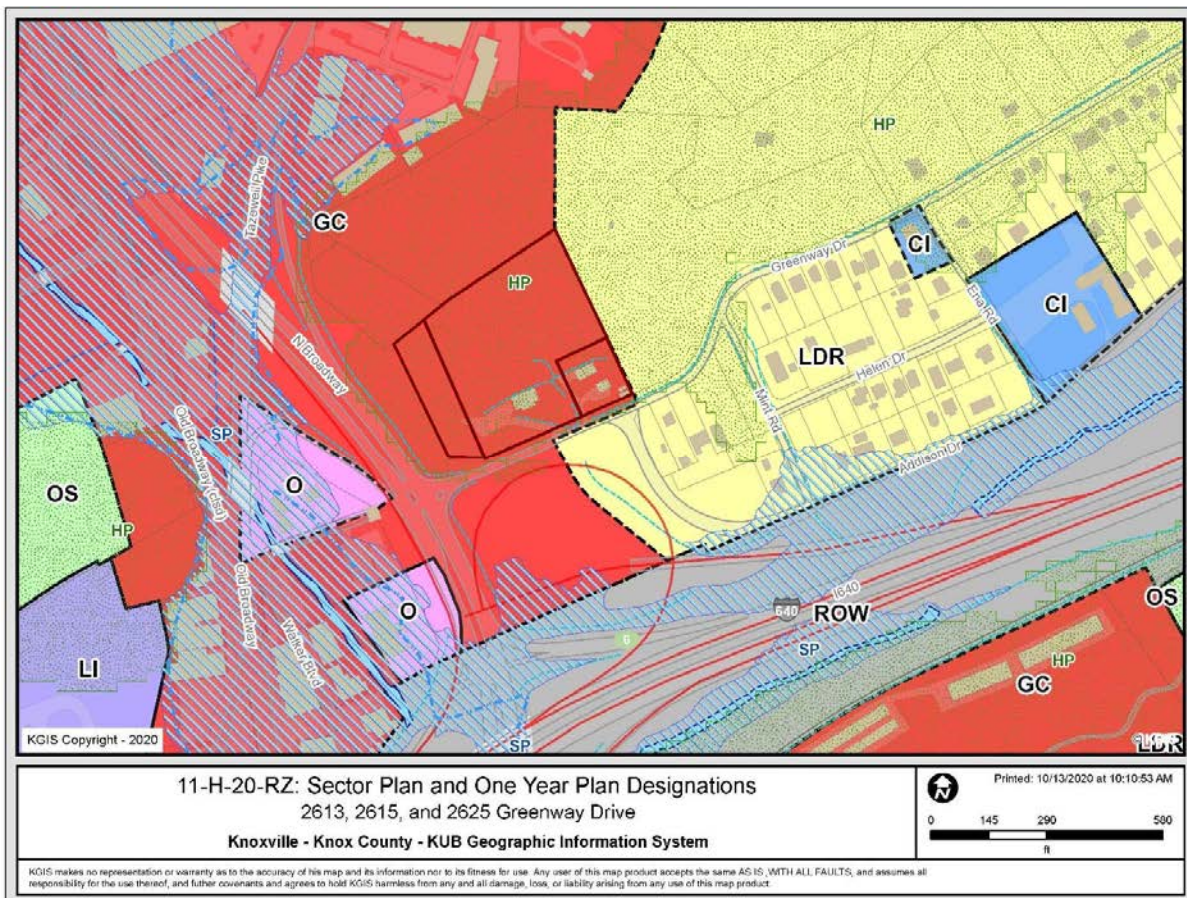 HP
Tazewell Pike
GC
Greenway Dr
CI
Ena Rd
CI
HP
N Broadway
LDR
Helen Dr
Mint Rd
Addison Dr
Old Broadway (clsd)
SP
O
OS
HP
Old Broadway
Walker Blvd
O
I640
640
ROW
6
SP
OS
HP
GC
LI
SP
LDR
KGIS Copyright - 2020
11-H-20-RZ: Sector Plan and One Year Plan Designations
2613, 2615, and 2625 Greenway Drive
Knoxville - Knox County - KUB Geographic Information System
Printed: 10/13/2020 at 10:10:53 AM
0 145 290 580
ft
KGIS makes no representation or warranty as to the accuracy of his map and its information nor to its fitness for use. Any user of this map product accepts the same AS IS ,WITH ALL FAULTS, and assumes all
responsibility for the use thereof, and futher covenants and agrees to hold KGIS harmless from any and all damage, loss, or liability arising from any use of this map product.